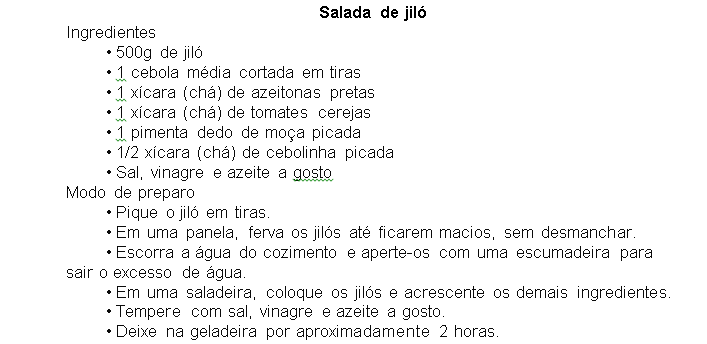 Salada de jiló
Ingredientes
• 500g de jiló
• 1 cebola média cortada em tiras
• 1 xícara (chá) de azeitonas pretas
• 1 xícara (chá) de tomates cerejas
• 1 pimenta dedo de moça picada
• 1/2 xícara (chá) de cebolinha picada
• Sal, vinagre e azeite a gosto
Modo de preparo
• Pique o jiló em tiras.
• Em uma panela, ferva os jilós até ficarem macios, sem desmanchar.
• Escorra a água do cozimento e aperte-os com uma escumadeira para
sair o excesso de água.
• Em uma saladeira, coloque os jilós e acrescente os demais ingredientes.
• Tempere com sal, vinagre e azeite a gosto.
• Deixe na geladeira por aproximadamente 2 horas.